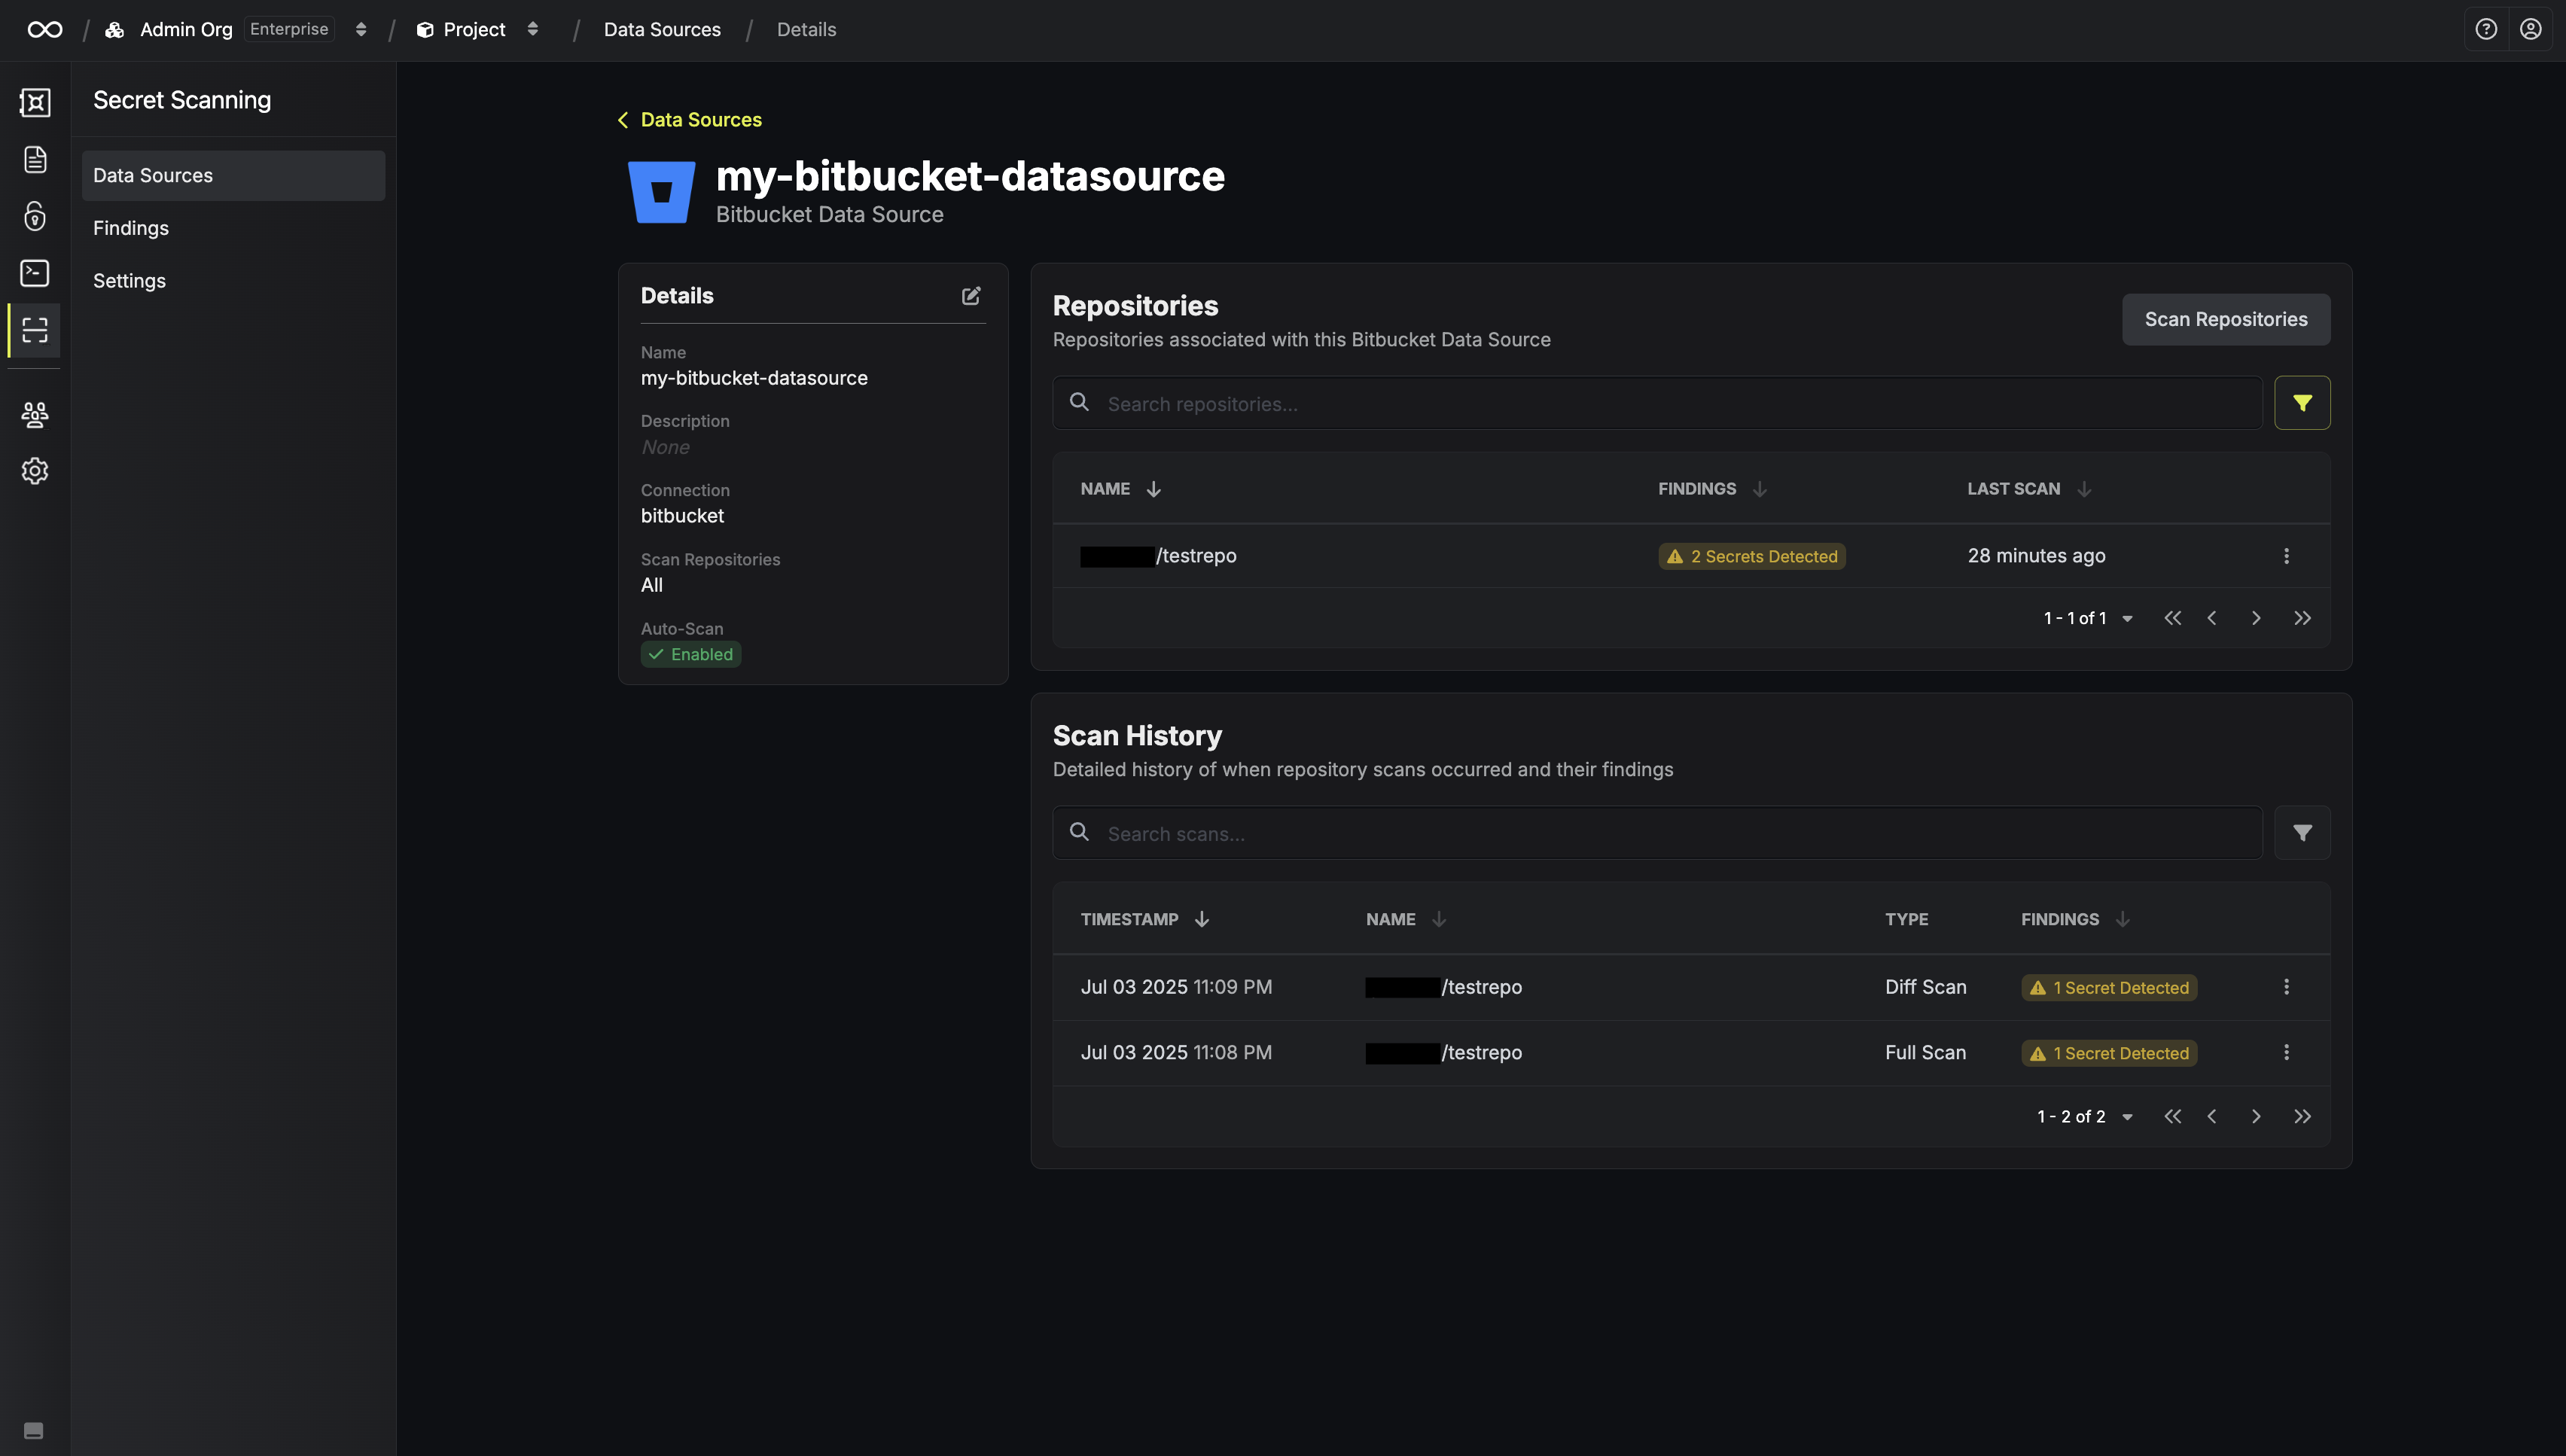 / Admin Org Enterprise / Project / Data Sources / Details
Secret Scanning
Data Sources
Findings
Settings
Data Sources
my-bitbucket-datasource
Bitbucket Data Source
Details
Name
my-bitbucket-datasource
Description
None
Connection
bitbucket
Scan Repositories
All
Auto-Scan
Enabled
Repositories
Repositories associated with this Bitbucket Data Source
Scan Repositories
Search repositories...
NAME FINDINGS LAST SCAN
/testrepo 2 Secrets Detected 28 minutes ago
1 - 1 of 1
Scan History
Detailed history of when repository scans occurred and their findings
Search scans...
TIMESTAMP NAME TYPE FINDINGS
Jul 03 2025 11:09 PM /testrepo Diff Scan 1 Secret Detected
Jul 03 2025 11:08 PM /testrepo Full Scan 1 Secret Detected
1 - 2 of 2